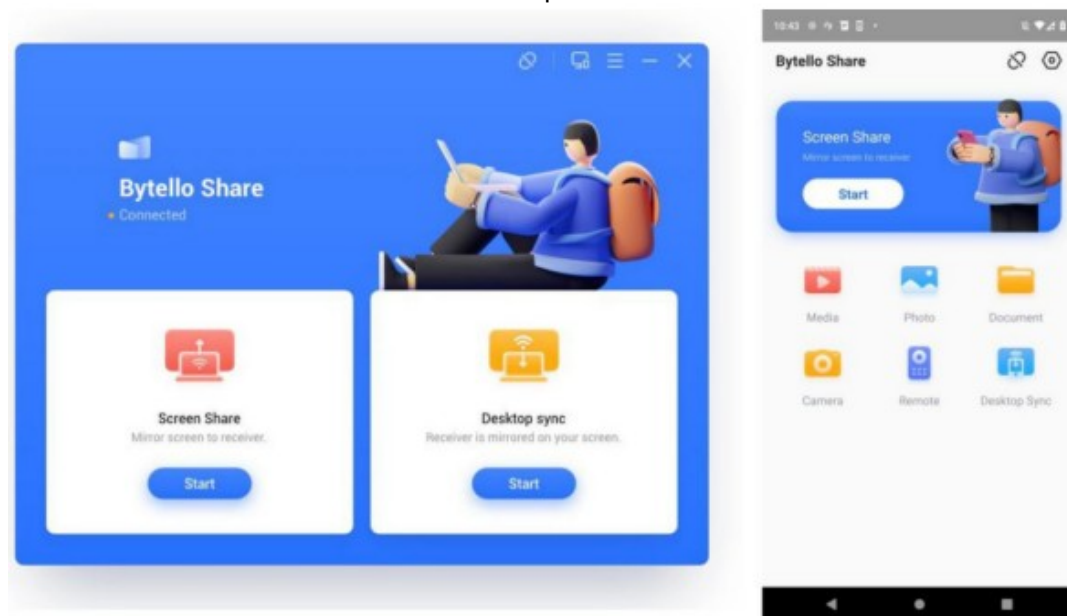 Bytello Share
Connected
Screen Share
Mirror screen to receiver.
Start
Desktop sync
Receiver is mirrored on your screen.
Start
10:43
Bytello Share
Screen Share
Mirror screen to receiver
Start
Media
Photo
Document
Camera
Remote
Desktop Sync